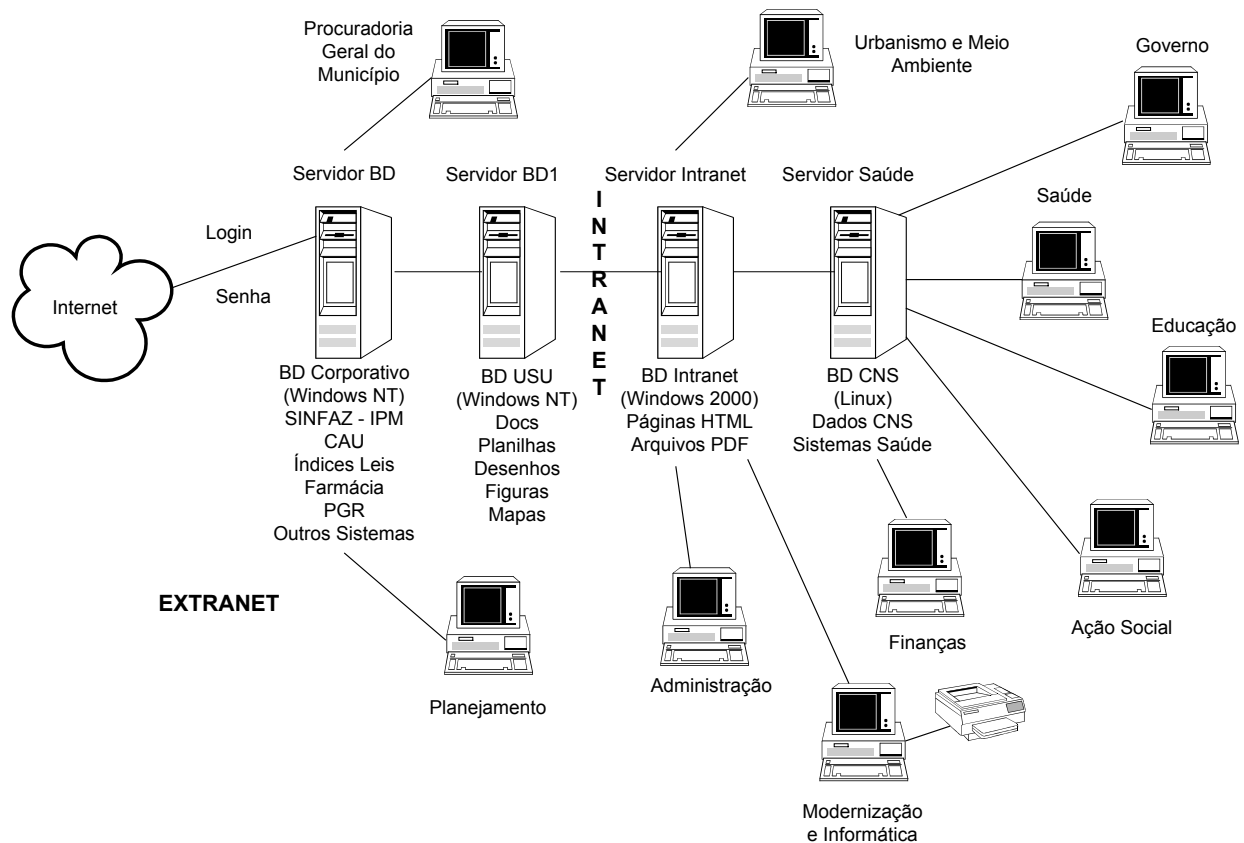 Procuradoria
Geral do
Município
Urbanismo e Meio
Ambiente
Governo
Servidor BD
Servidor BD1
Servidor Intranet
Servidor Saúde
Saúde
INTRANET
Login
Senha
Internet
Educação
BD Corporativo
(Windows NT)
SINFAZ - IPM
CAU
Índices Leis
Farmácia
PGR
Outros Sistemas
BD USU
(Windows NT)
Docs
Planilhas
Desenhos
Figuras
Mapas
BD Intranet
(Windows 2000)
Páginas HTML
Arquivos PDF
BD CNS
(Linux)
Dados CNS
Sistemas Saúde
EXTRANET
Planejamento
Administração
Finanças
Ação Social
Modernização
e Informática